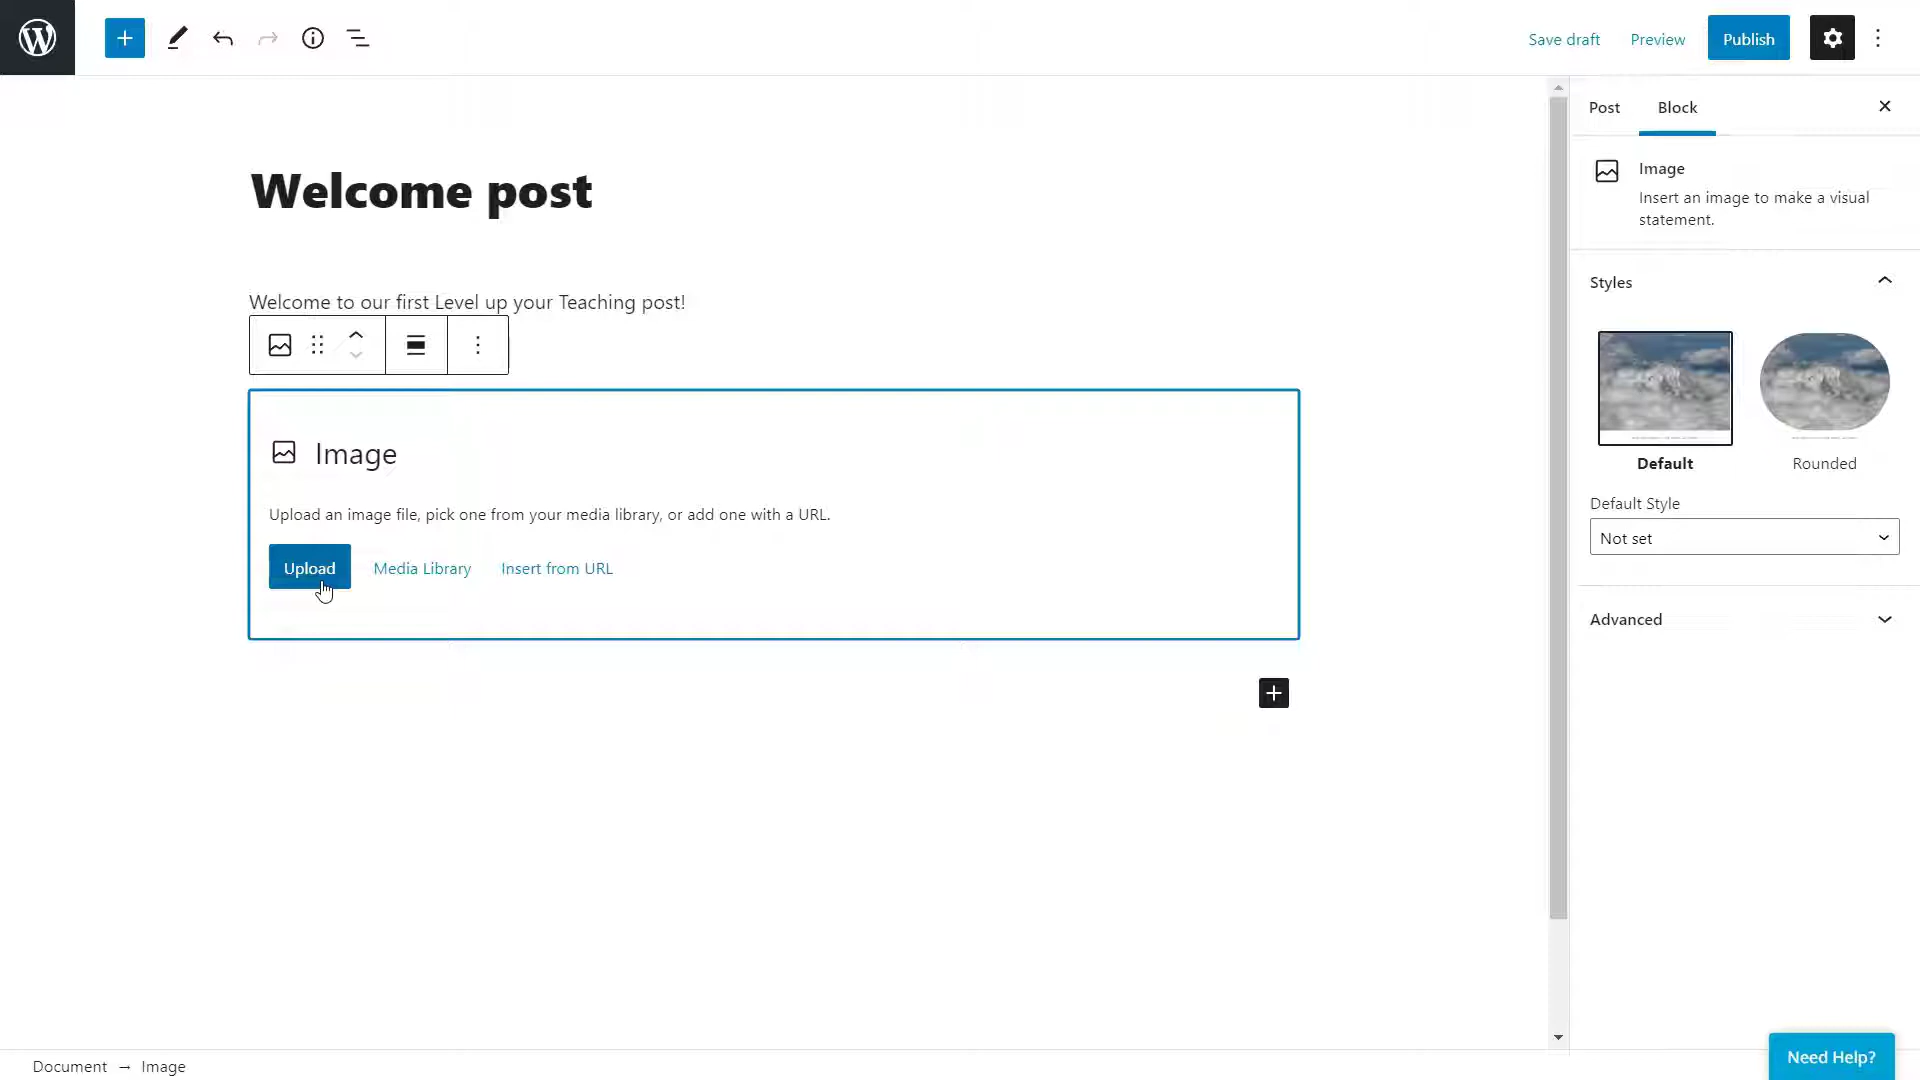 Save draft
Preview
Publish
Post
Block
Welcome post
Image
Insert an image to make a visual
statement.
Styles
Welcome to our first Level up your Teaching post!
Default
Rounded
Image
Default Style
Not set
Upload an image file, pick one from your media library, or add one with a URL.
Upload
Media Library
Insert from URL
Advanced
Need Help?
Document → Image